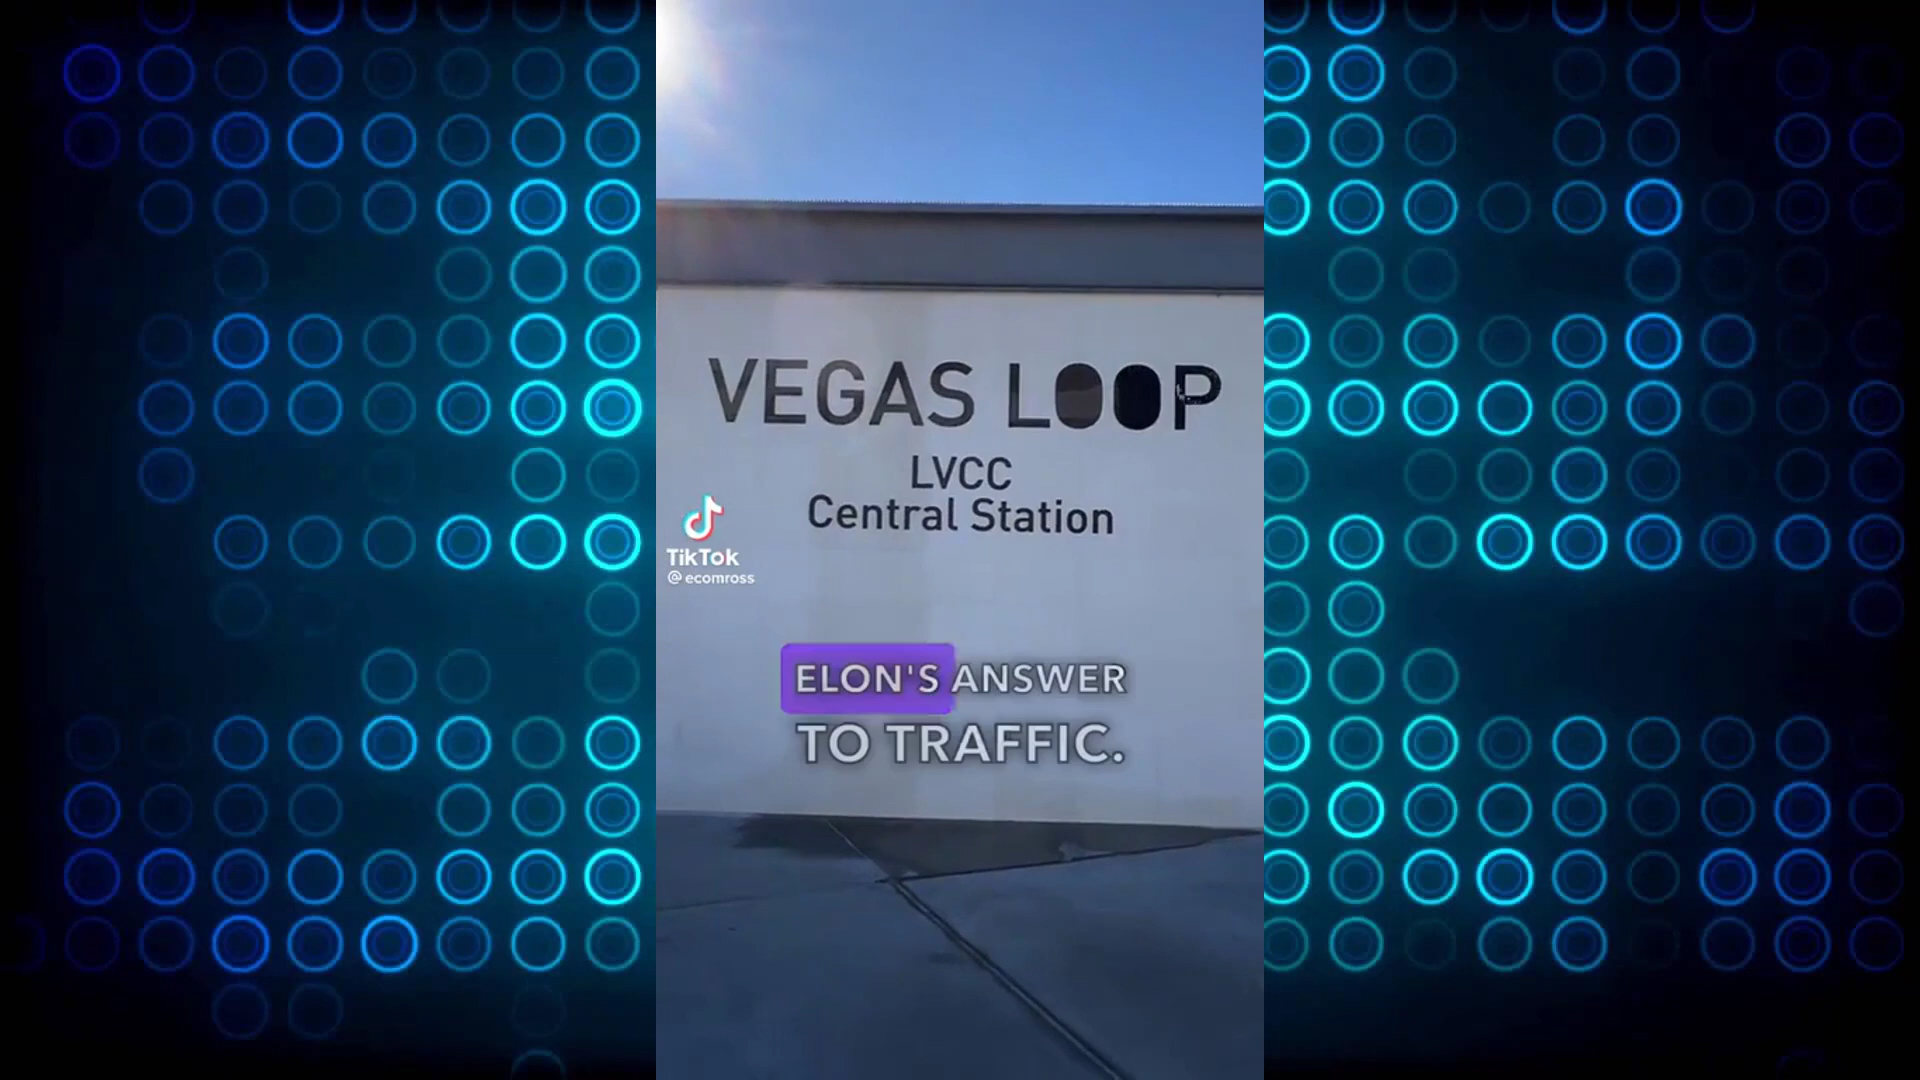 VEGAS LOOP
LVCC
Central Station
TikTok
@ecomross
ELON'S ANSWER
TO TRAFFIC.